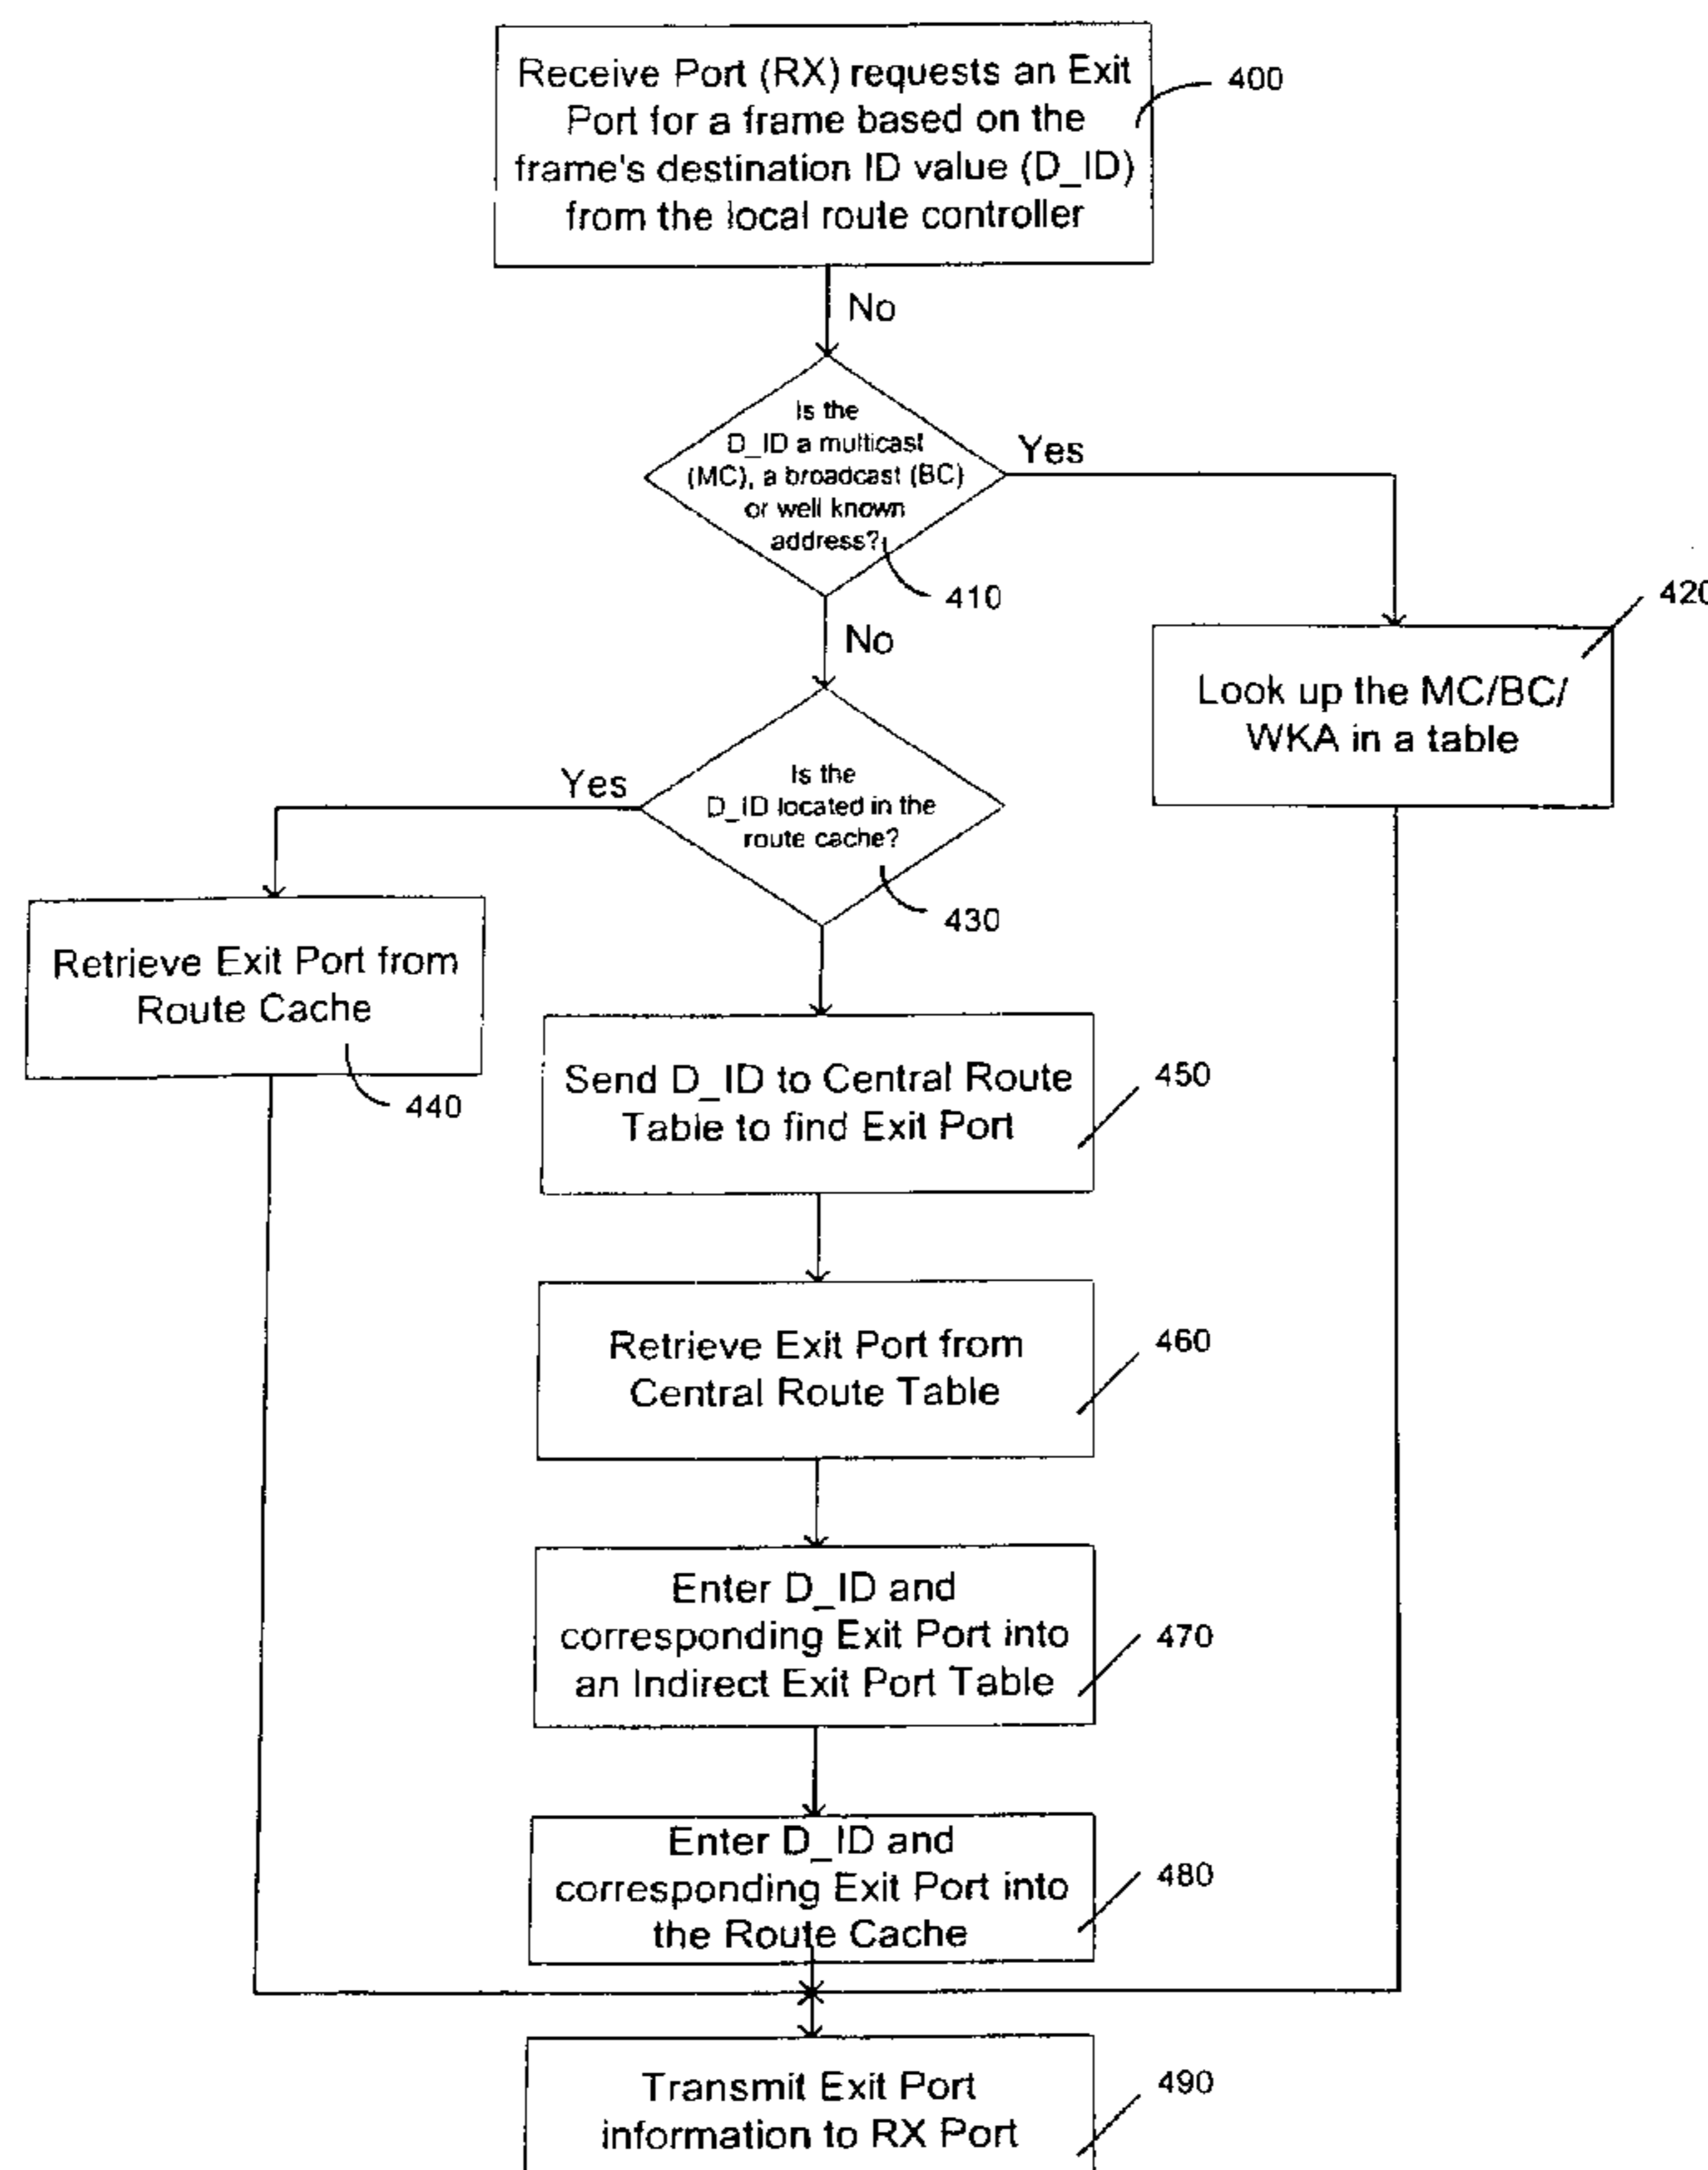 Receive Port (RX) requests an Exit
Port for a frame based on the
frame's destination ID value (D_ID)
from the local route controller
400
No
Is the
D_ID a multicast
(MC), a broadcast (BC)
or well known
address?
410
Yes
420
Look up the MC/BC/
WKA in a table
No
Is the
D_ID located in the
route cache?
430
Yes
Retrieve Exit Port from
Route Cache
440
Send D_ID to Central Route
Table to find Exit Port
450
Retrieve Exit Port from
Central Route Table
460
Enter D_ID and
corresponding Exit Port into
an Indirect Exit Port Table
470
Enter D_ID and
corresponding Exit Port into
the Route Cache
480
Transmit Exit Port
information to RX Port
490